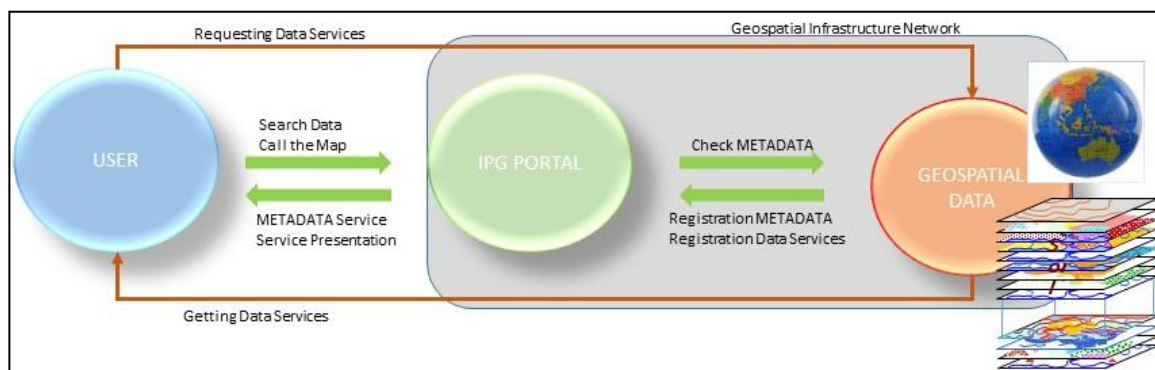 Requesting Data Services
Geospatial Infrastructure Network
USER
Search Data
Call the Map
METADATA Service
Service Presentation
IPG PORTAL
Check METADATA
Registration METADATA
Registration Data Services
GEOSPATIAL
DATA
Getting Data Services